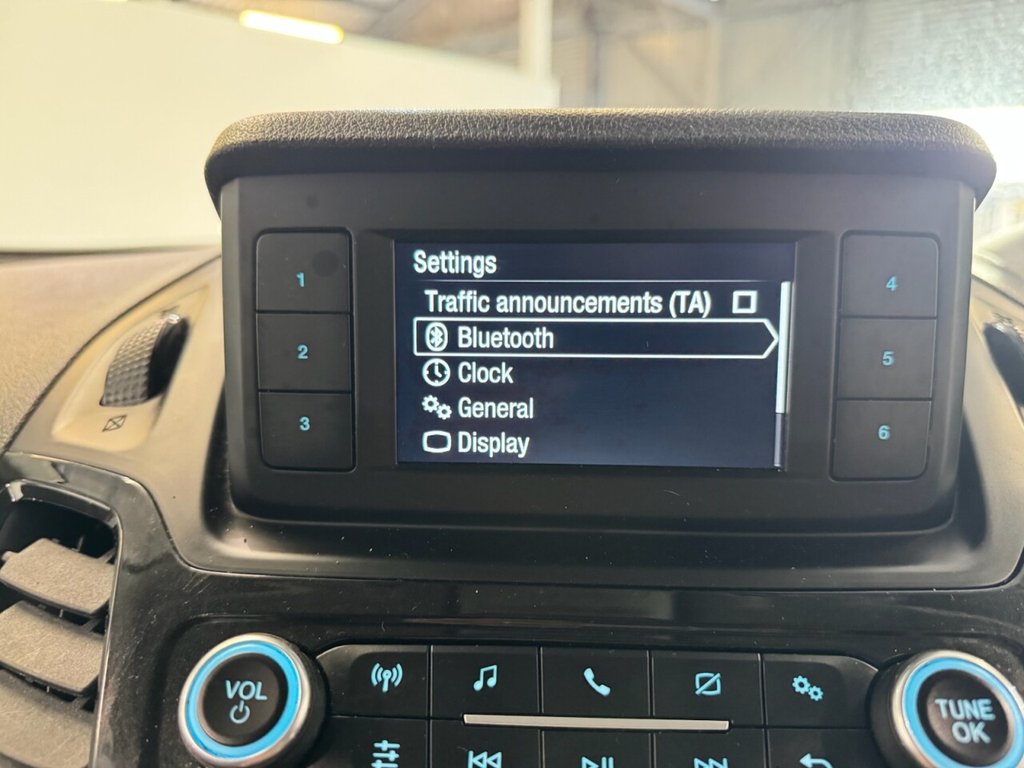 Settings
Traffic announcements (TA)
Bluetooth
Clock
General
Display
1
2
3
4
5
6
VOL
TUNE
OK